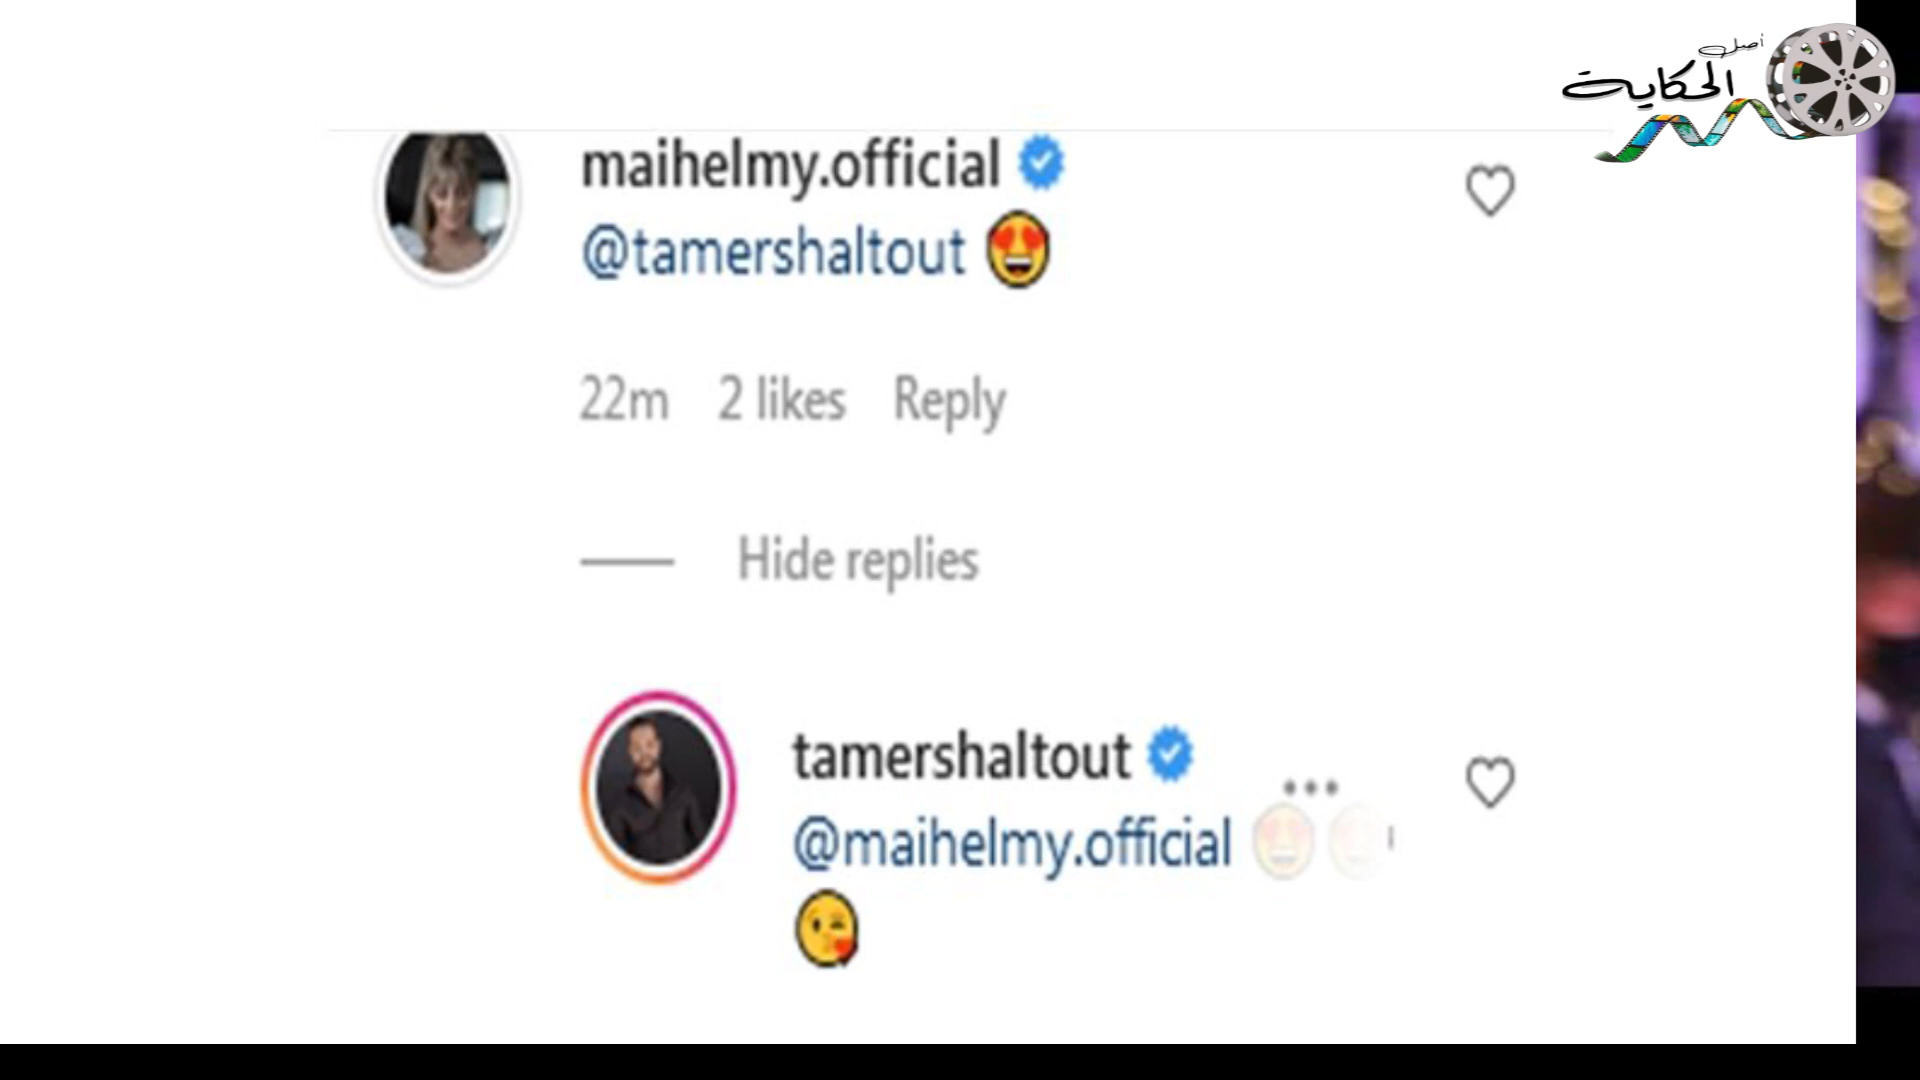 أصل
الحكاية
maihelmy.official
@tamershaltout 😍
22m 2 likes Reply
Hide replies
tamershaltout
@maihelmy.official 😍😍
😘